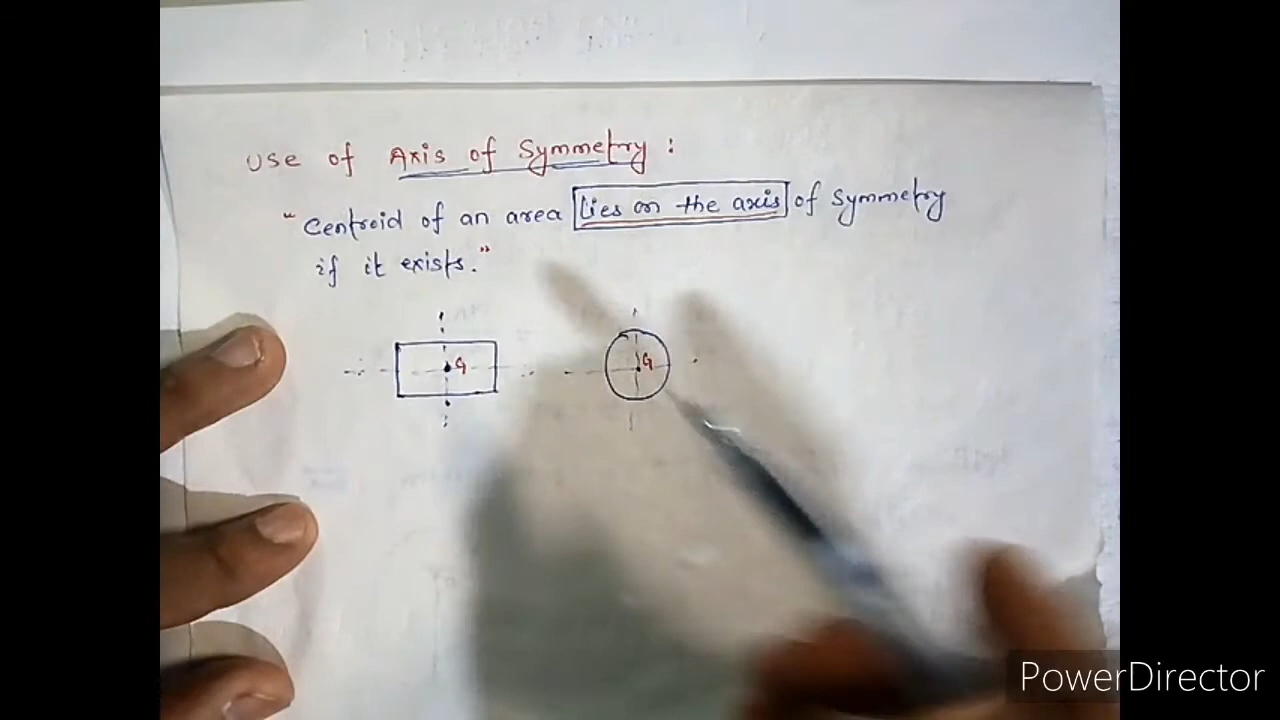 Use of Axis of Symmetry :
"Centroid of an area lies on the axis of symmetry
if it exists."
G G
PowerDirector